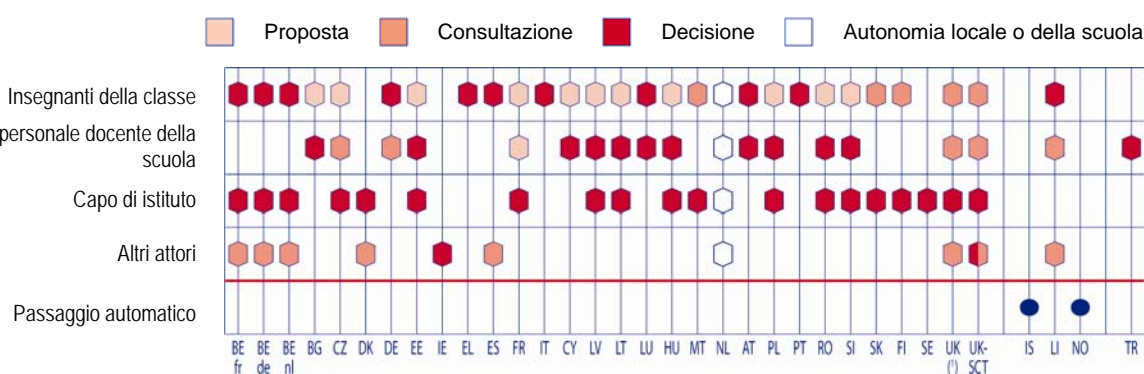 Proposta Consultazione Decisione Autonomia locale o della scuola
Insegnanti della classe
personale docente della
scuola
Capo di istituto
Altri attori
Passaggio automatico
BE BE BE BG CZ DK DE EE IE EL ES FR IT CY LV LT LU HU MT NL AT PL PT RO SI SK FI SE UK UK- IS LI NO TR
fr de nl (¹) SCT